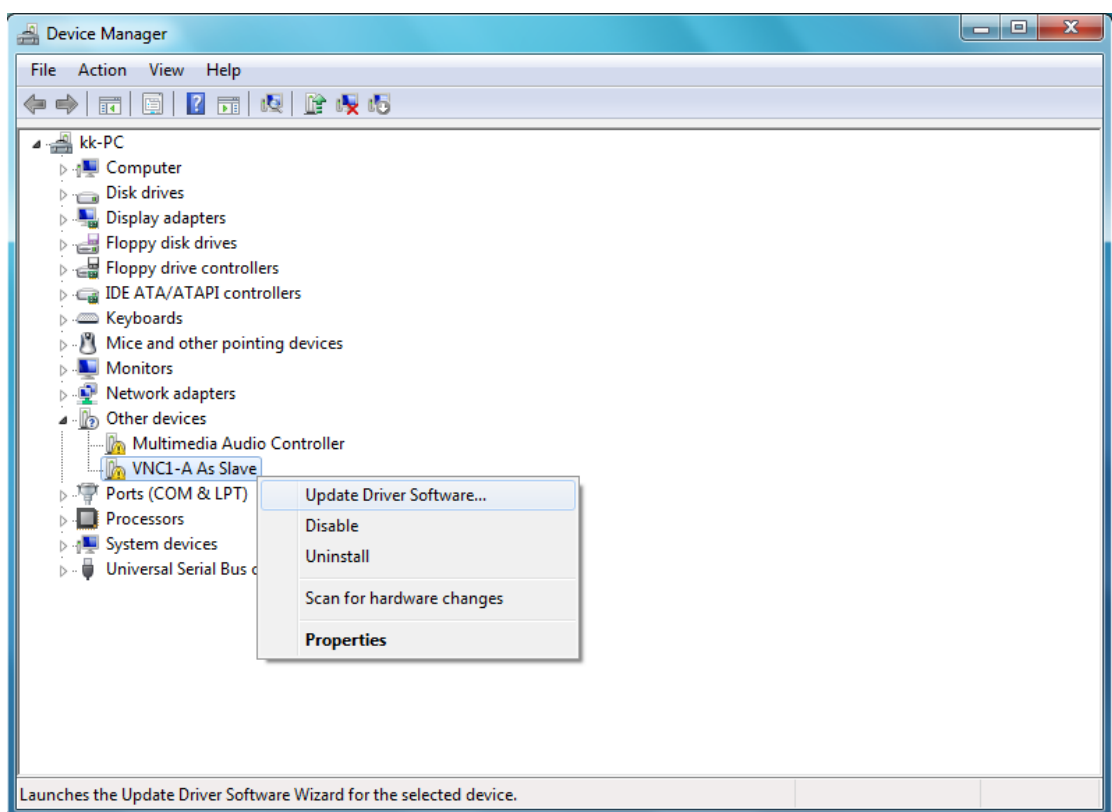 Device Manager
File Action View Help
kk-PC
Computer
Disk drives
Display adapters
Floppy disk drives
Floppy drive controllers
IDE ATA/ATAPI controllers
Keyboards
Mice and other pointing devices
Monitors
Network adapters
Other devices
Multimedia Audio Controller
VNC1-A As Slave
Ports (COM & LPT)
Processors
System devices
Universal Serial Bus c
Update Driver Software...
Disable
Uninstall
Scan for hardware changes
Properties
Launches the Update Driver Software Wizard for the selected device.